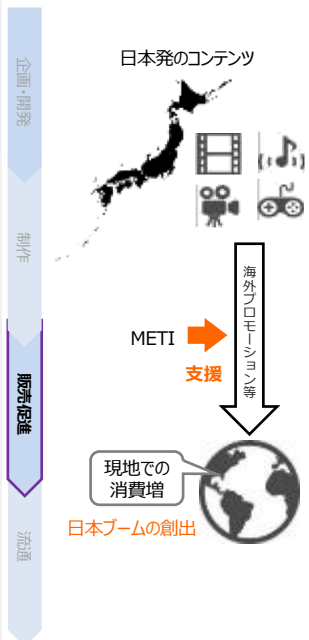 企画・開発
制作
販売促進
流通
日本発のコンテンツ
海外プロモーション等
METI
支援
現地での
消費増
日本ブームの創出